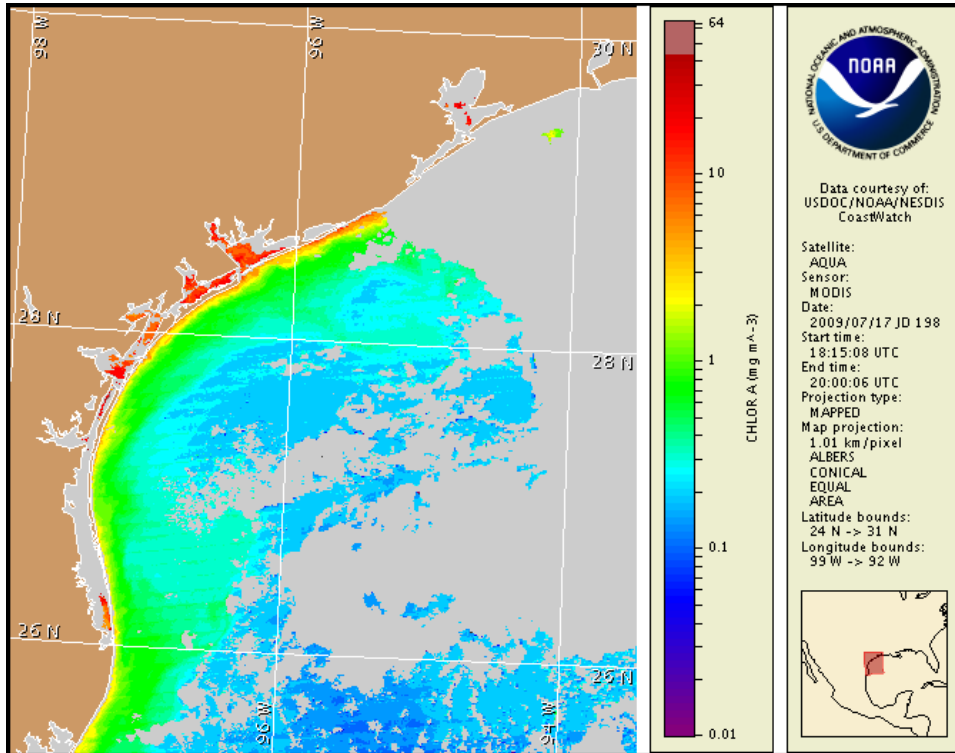 98 W
96 W
30 N
28 N
28 N
26 N
26 N
96 W
94 W
64
10
1
0.1
0.01
CHLOR A (mg m^-3)
NATIONAL OCEANIC AND ATMOSPHERIC ADMINISTRATION
NOAA
U.S. DEPARTMENT OF COMMERCE
Data courtesy of:
USDOC/NOAA/NESDIS
CoastWatch
Satellite:
AQUA
Sensor:
MODIS
Date:
2009/07/17 JD 198
Start time:
18:15:08 UTC
End time:
20:00:06 UTC
Projection type:
MAPPED
Map projection:
1.01 km/pixel
ALBERS
CONICAL
EQUAL
AREA
Latitude bounds:
24 N -> 31 N
Longitude bounds:
99 W -> 92 W